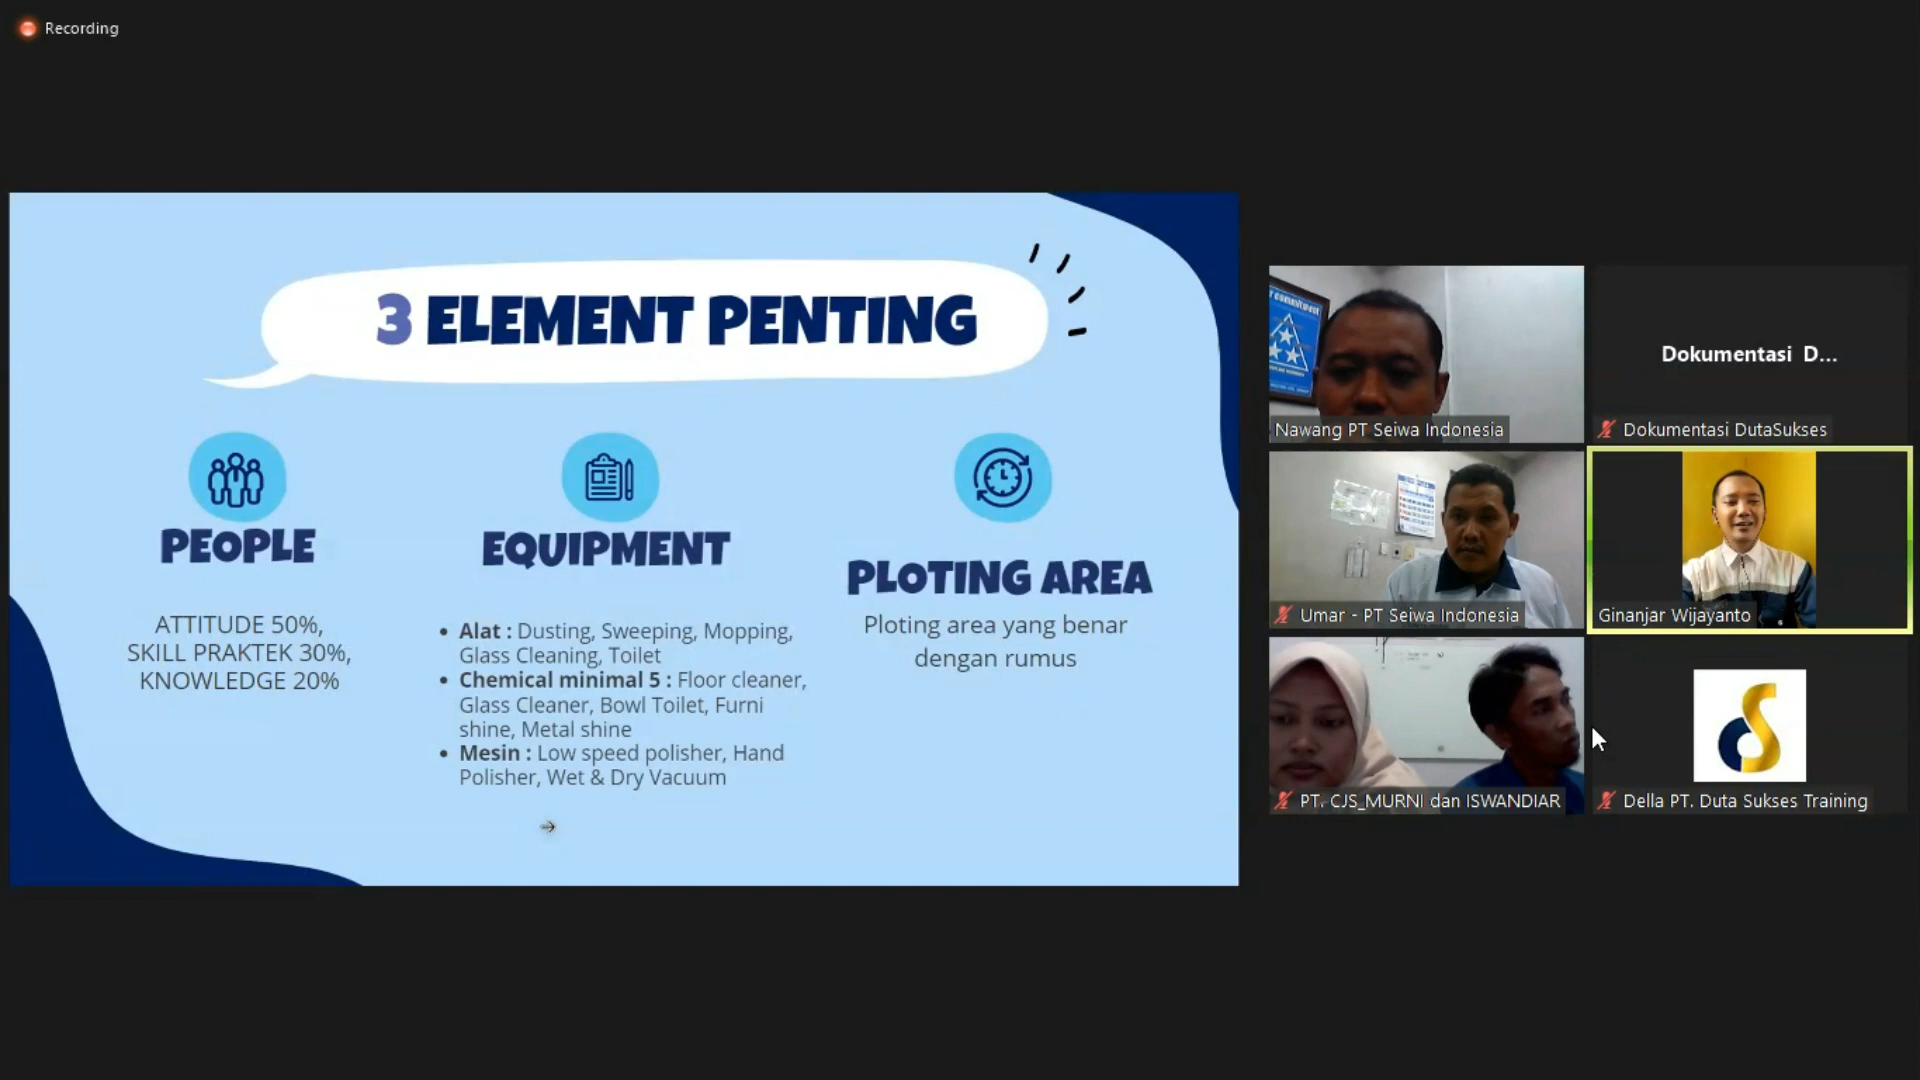 Recording
3 ELEMENT PENTING
PEOPLE
ATTITUDE 50%,
SKILL PRAKTEK 30%,
KNOWLEDGE 20%
EQUIPMENT
Alat : Dusting, Sweeping, Mopping,
Glass Cleaning, Toilet
Chemical minimal 5 : Floor cleaner,
Glass Cleaner, Bowl Toilet, Furni
shine, Metal shine
Mesin : Low speed polisher, Hand
Polisher, Wet & Dry Vacuum
PLOTING AREA
Ploting area yang benar
dengan rumus
Nawang PT Seiwa Indonesia
Dokumentasi D...
Dokumentasi DutaSukses
Umar - PT Seiwa Indonesia
Ginanjar Wijayanto
PT. CJS_MURNI dan ISWANDIAR
Della PT. Duta Sukses Training